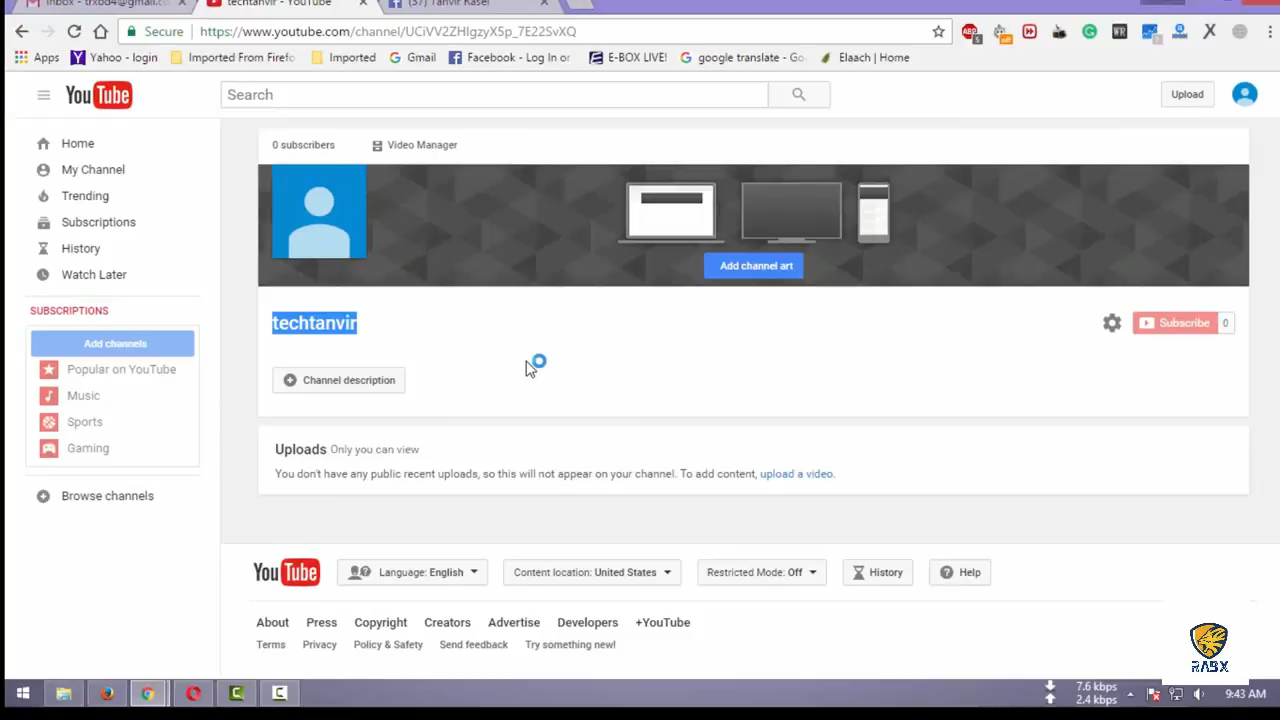 Inbox - trxbd4@gmail.co
techtanvir - YouTube
(37) Tanvir Rasel
Secure
https://www.youtube.com/channel/UCiVV2ZHIgzyX5p_7E22SvXQ
Apps
Yahoo - login
Imported From Firefo
Imported
Gmail
Facebook - Log In or
E-BOX LIVE!
google translate - Go
Elaach | Home
YouTube
Search
Upload
Home
My Channel
Trending
Subscriptions
History
Watch Later
SUBSCRIPTIONS
Add channels
Popular on YouTube
Music
Sports
Gaming
Browse channels
0 subscribers
Video Manager
Add channel art
techtanvir
Subscribe 0
Channel description
Uploads Only you can view
You don't have any public recent uploads, so this will not appear on your channel. To add content, upload a video.
YouTube
Language: English
Content location: United States
Restricted Mode: Off
History
Help
About Press Copyright Creators Advertise Developers +YouTube
Terms Privacy Policy & Safety Send feedback Try something new!
RABX
7.6 kbps
2.4 kbps
9:43 AM